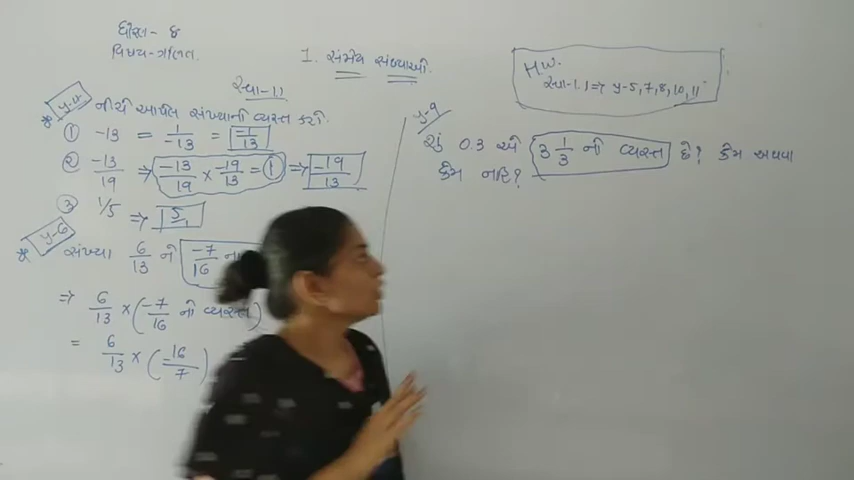 ધોરણ - ૪
વિષય - ગણિત.
1. સંમેય સંખ્યાઓ.
H.W.
સ્વા-1.1 => પ્ર-5,7,8,10,11
સ્વા-1.1
* પ્ર-4 નીચે આપેલ સંખ્યાનો વ્યસ્ત કરો.
① -13 = 1/-13 = -1/13
② -13/19 => -13/19 × -19/13 = ① => -19/13
③ 1/5 => 5/1
* પ્ર-6 સંખ્યા 6/13 ને -7/16 ના
=> 6/13 × (-7/16 નો વ્યસ્ત)
= 6/13 × (-16/7)
પ્ર-9
શું 0.3 એ 3 1/3 નો વ્યસ્ત છે? કેમ અથવા
કેમ નહિ?